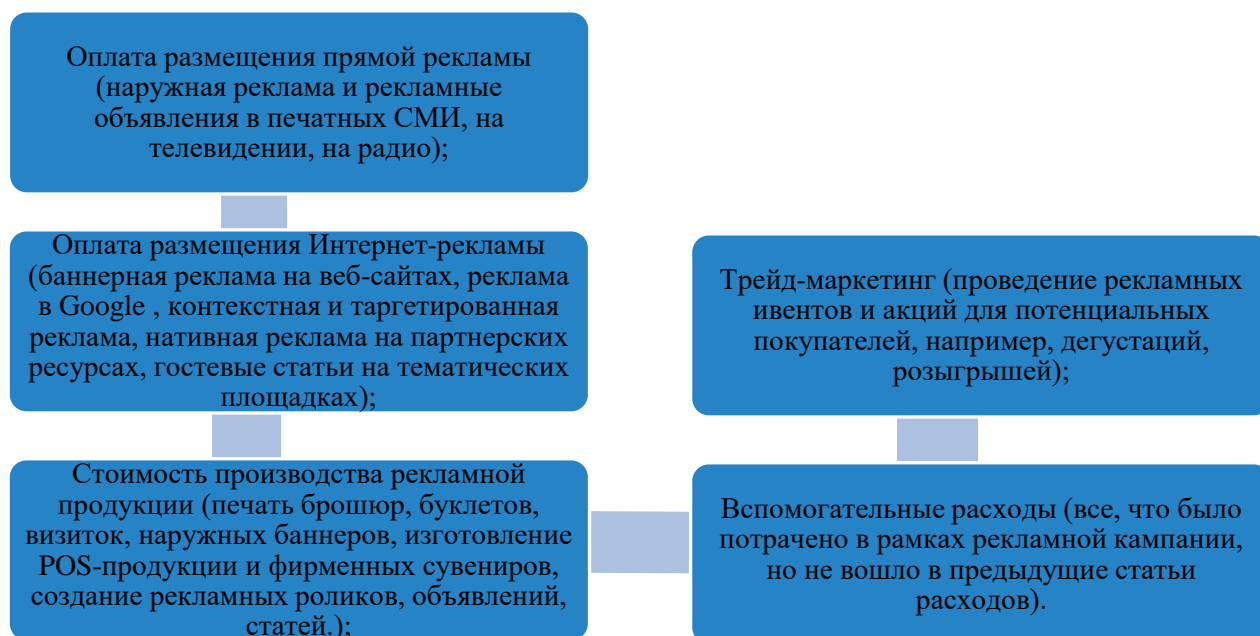 Оплата размещения прямой рекламы
(наружная реклама и рекламные
объявления в печатных СМИ, на
телевидении, на радио);
Оплата размещения Интернет-рекламы
(баннерная реклама на веб-сайтах, реклама
в Google , контекстная и таргетированная
реклама, нативная реклама на партнерских
ресурсах, гостевые статьи на тематических
площадках);
Стоимость производства рекламной
продукции (печать брошюр, буклетов,
визиток, наружных баннеров, изготовление
POS-продукции и фирменных сувениров,
создание рекламных роликов, объявлений,
статей.);
Вспомогательные расходы (все, что было
потрачено в рамках рекламной кампании,
но не вошло в предыдущие статьи
расходов).
Трейд-маркетинг (проведение рекламных
ивентов и акций для потенциальных
покупателей, например, дегустаций,
розыгрышей);